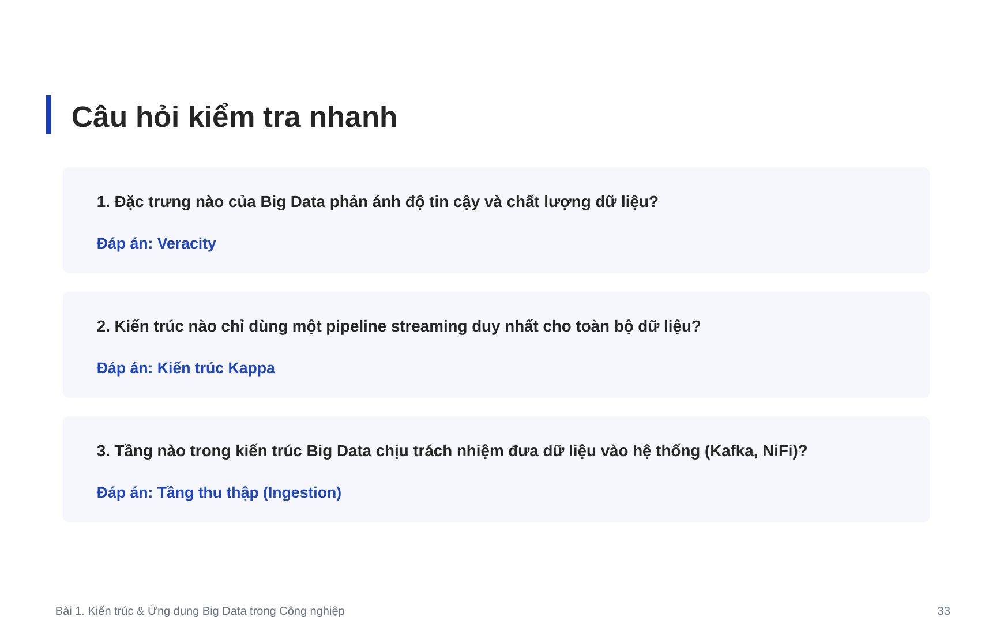 Câu hỏi kiểm tra nhanh
1. Đặc trưng nào của Big Data phản ánh độ tin cậy và chất lượng dữ liệu?
Đáp án: Veracity
2. Kiến trúc nào chỉ dùng một pipeline streaming duy nhất cho toàn bộ dữ liệu?
Đáp án: Kiến trúc Kappa
3. Tầng nào trong kiến trúc Big Data chịu trách nhiệm đưa dữ liệu vào hệ thống (Kafka, NiFi)?
Đáp án: Tầng thu thập (Ingestion)
Bài 1. Kiến trúc & Ứng dụng Big Data trong Công nghiệp
33